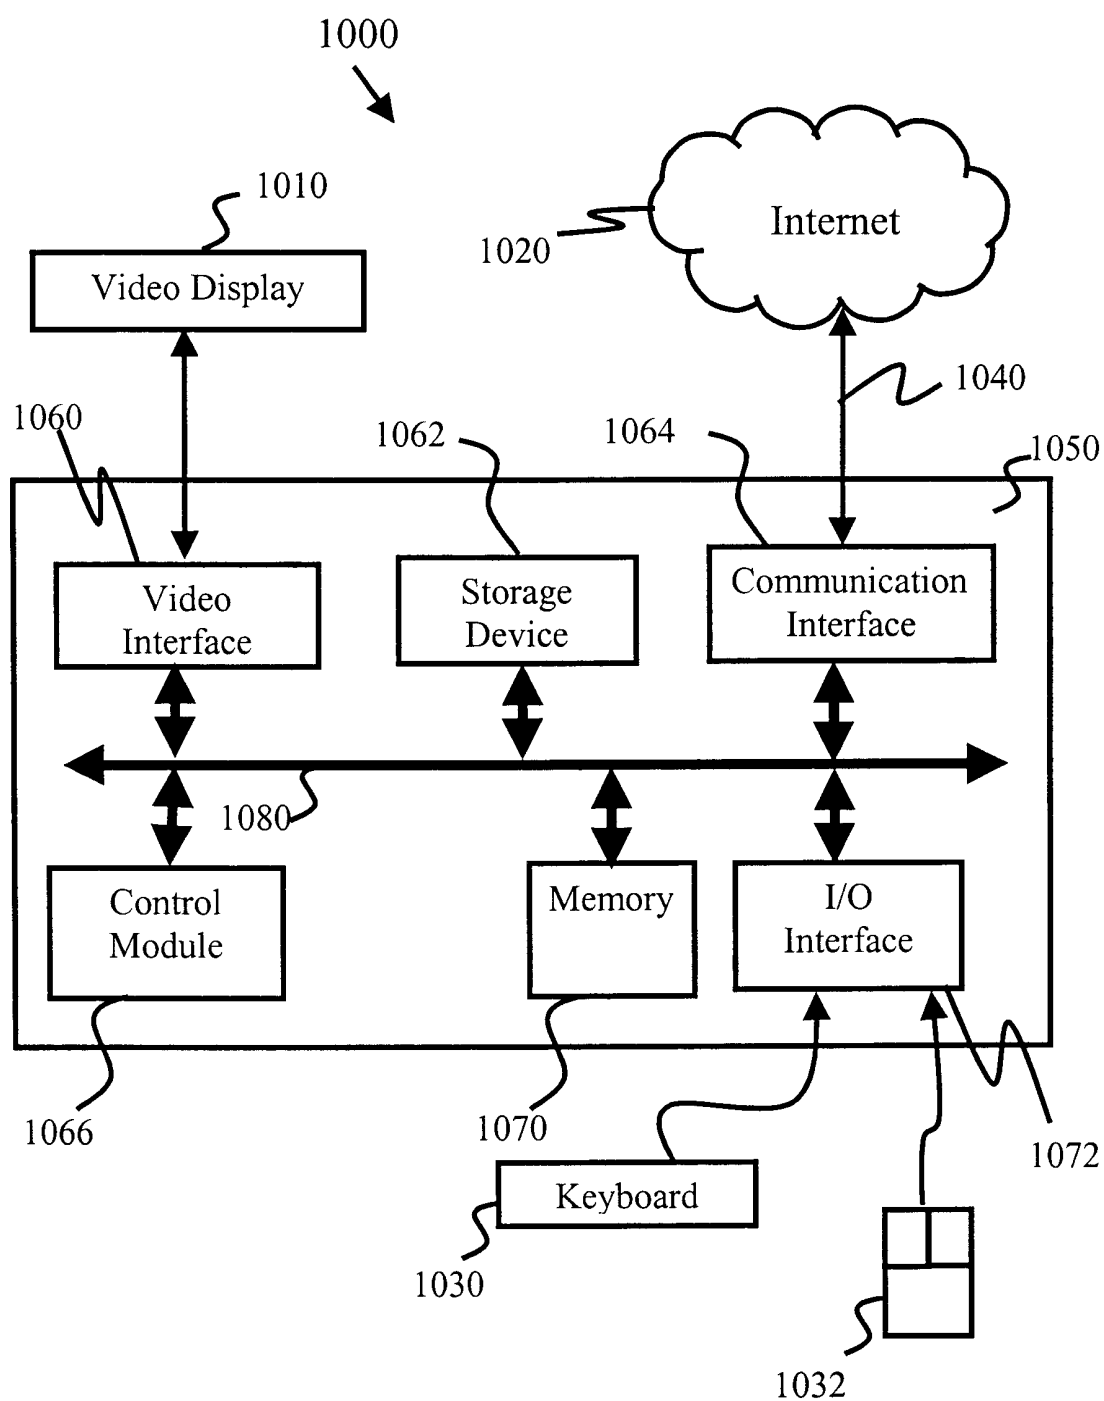 1000
1010
Video Display
1020
Internet
1040
1060
1062
1064
1050
Video
Interface
Storage
Device
Communication
Interface
1080
Control
Module
Memory
I/O
Interface
1066
1070
1072
Keyboard
1030
1032